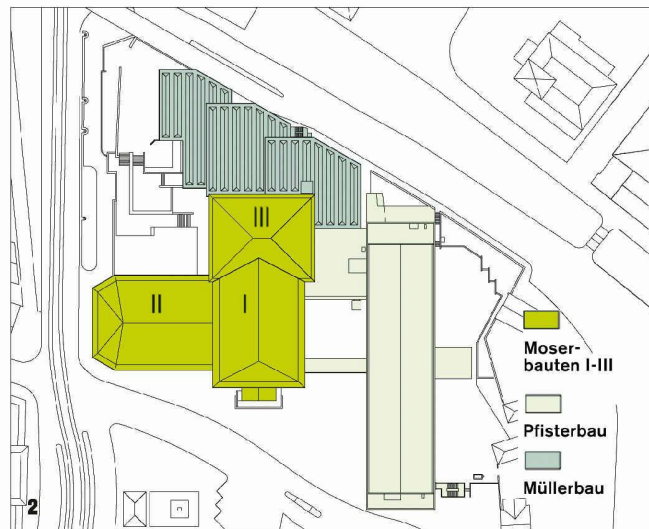 III
II
I
Moser-
bauten I-III
Pfisterbau
Müllerbau
2